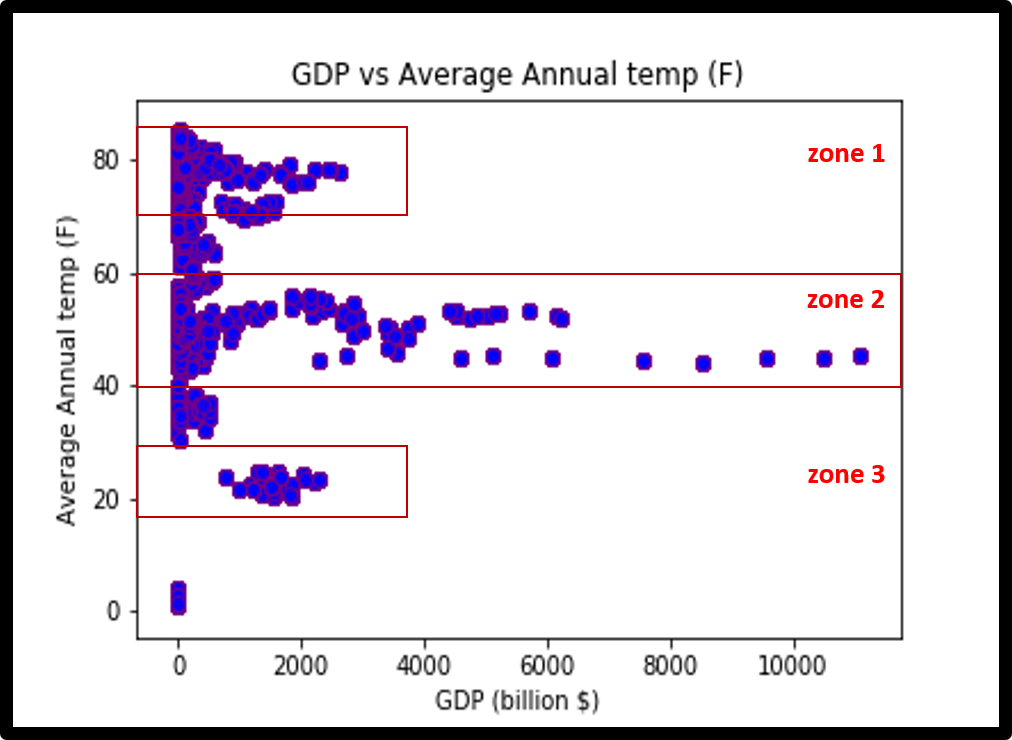 GDP vs Average Annual temp (F)
zone 1
zone 2
zone 3
Average Annual temp (F)
80
60
40
20
0
0 2000 4000 6000 8000 10000
GDP (billion $)